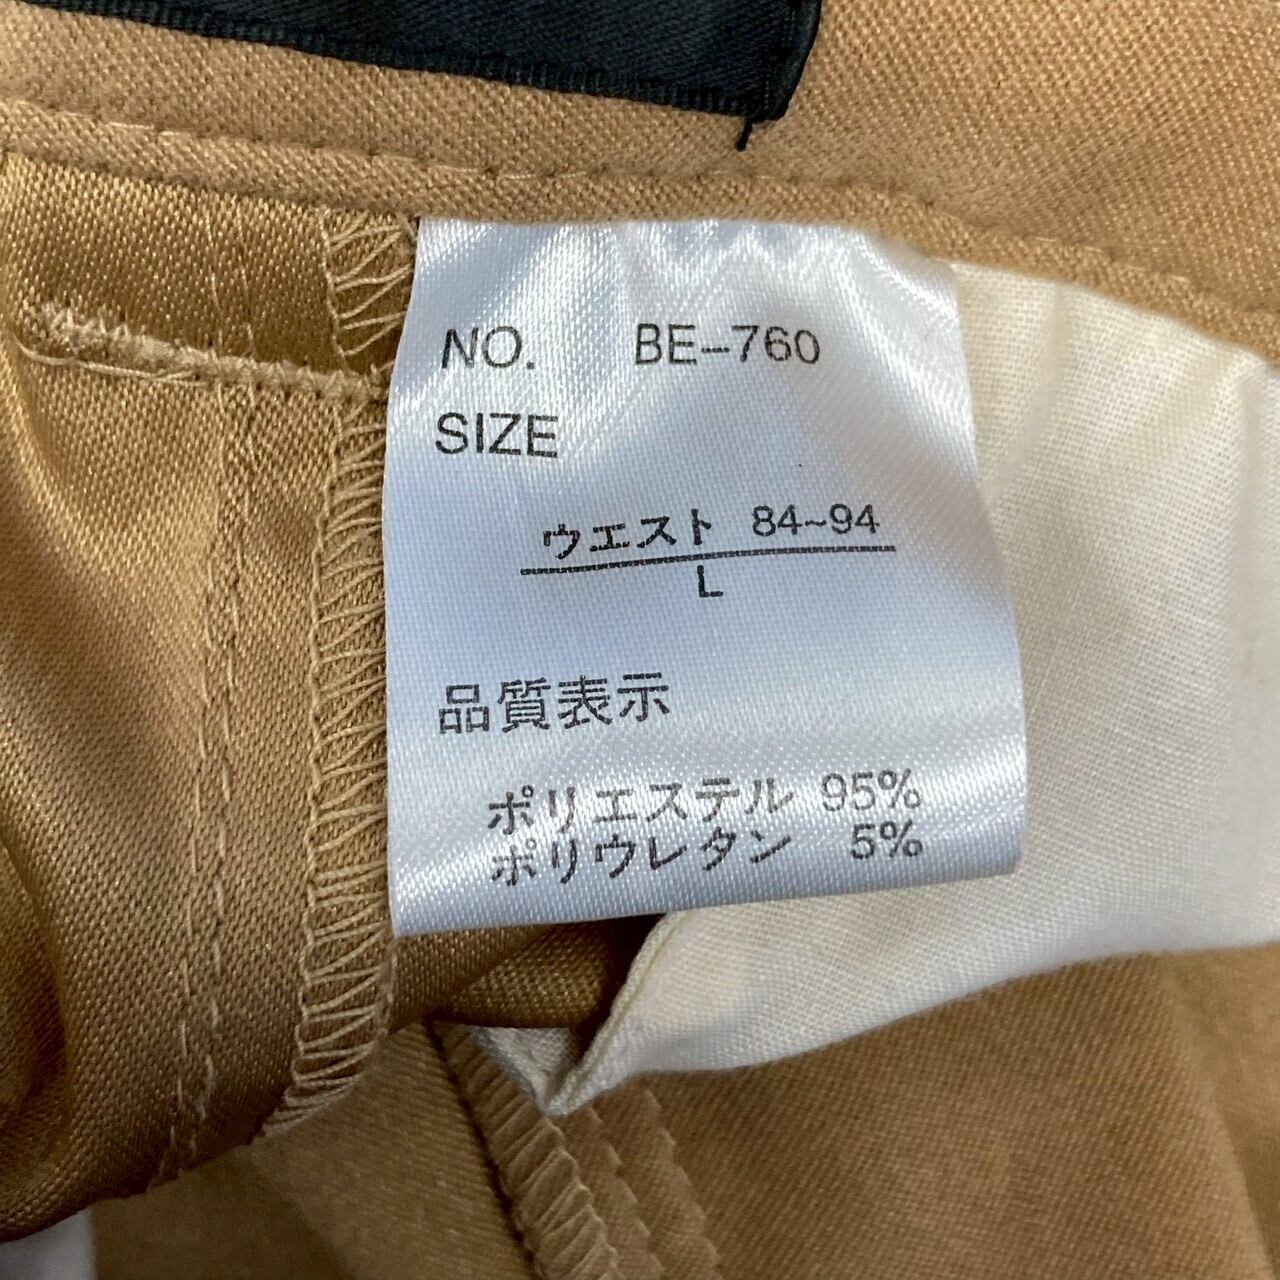 NO. BE-760
SIZE
ウエスト 84~94
L
品質表示
ポリエステル 95%
ポリウレタン 5%